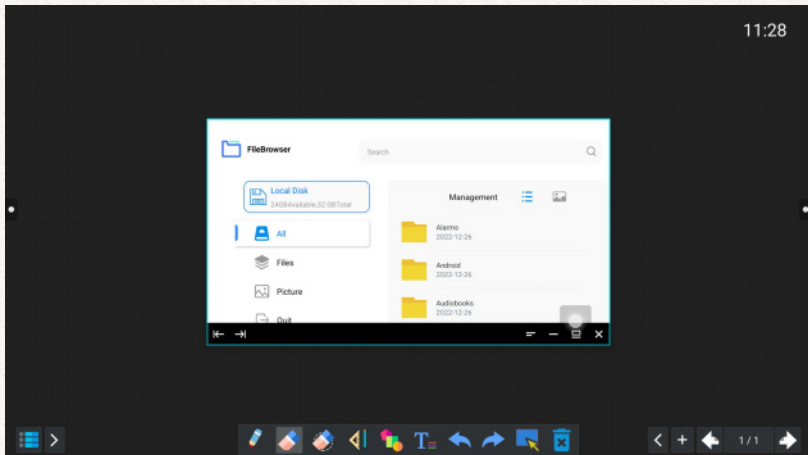 11:28
FileBrowser
Search
Local Disk
24GBAvailable,32 GBTotal
Management
All
Alarms
2022-12-26
Files
Android
2022-12-26
Picture
Audiobooks
2022-12-26
Quit
T
1/1